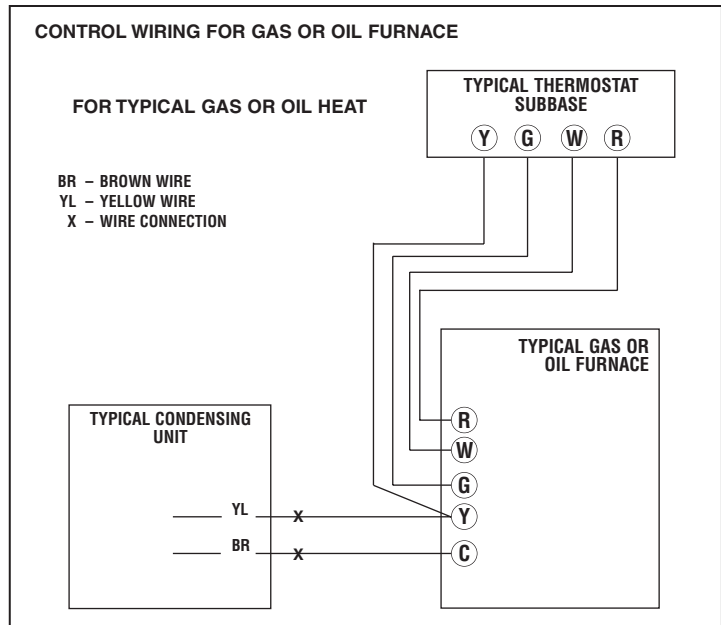 CONTROL WIRING FOR GAS OR OIL FURNACE
FOR TYPICAL GAS OR OIL HEAT
TYPICAL THERMOSTAT
SUBBASE
Y G W R
BR – BROWN WIRE
YL – YELLOW WIRE
X – WIRE CONNECTION
TYPICAL GAS OR
OIL FURNACE
R
W
G
Y
C
TYPICAL CONDENSING
UNIT
YL X
BR X